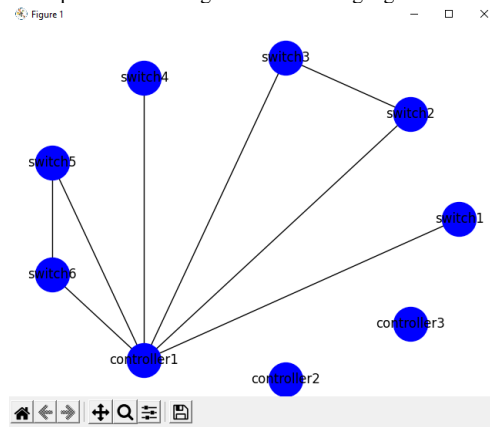 Figure 1
switch3
switch4
switch2
switch5
switch1
switch6
controller3
controller1
controller2